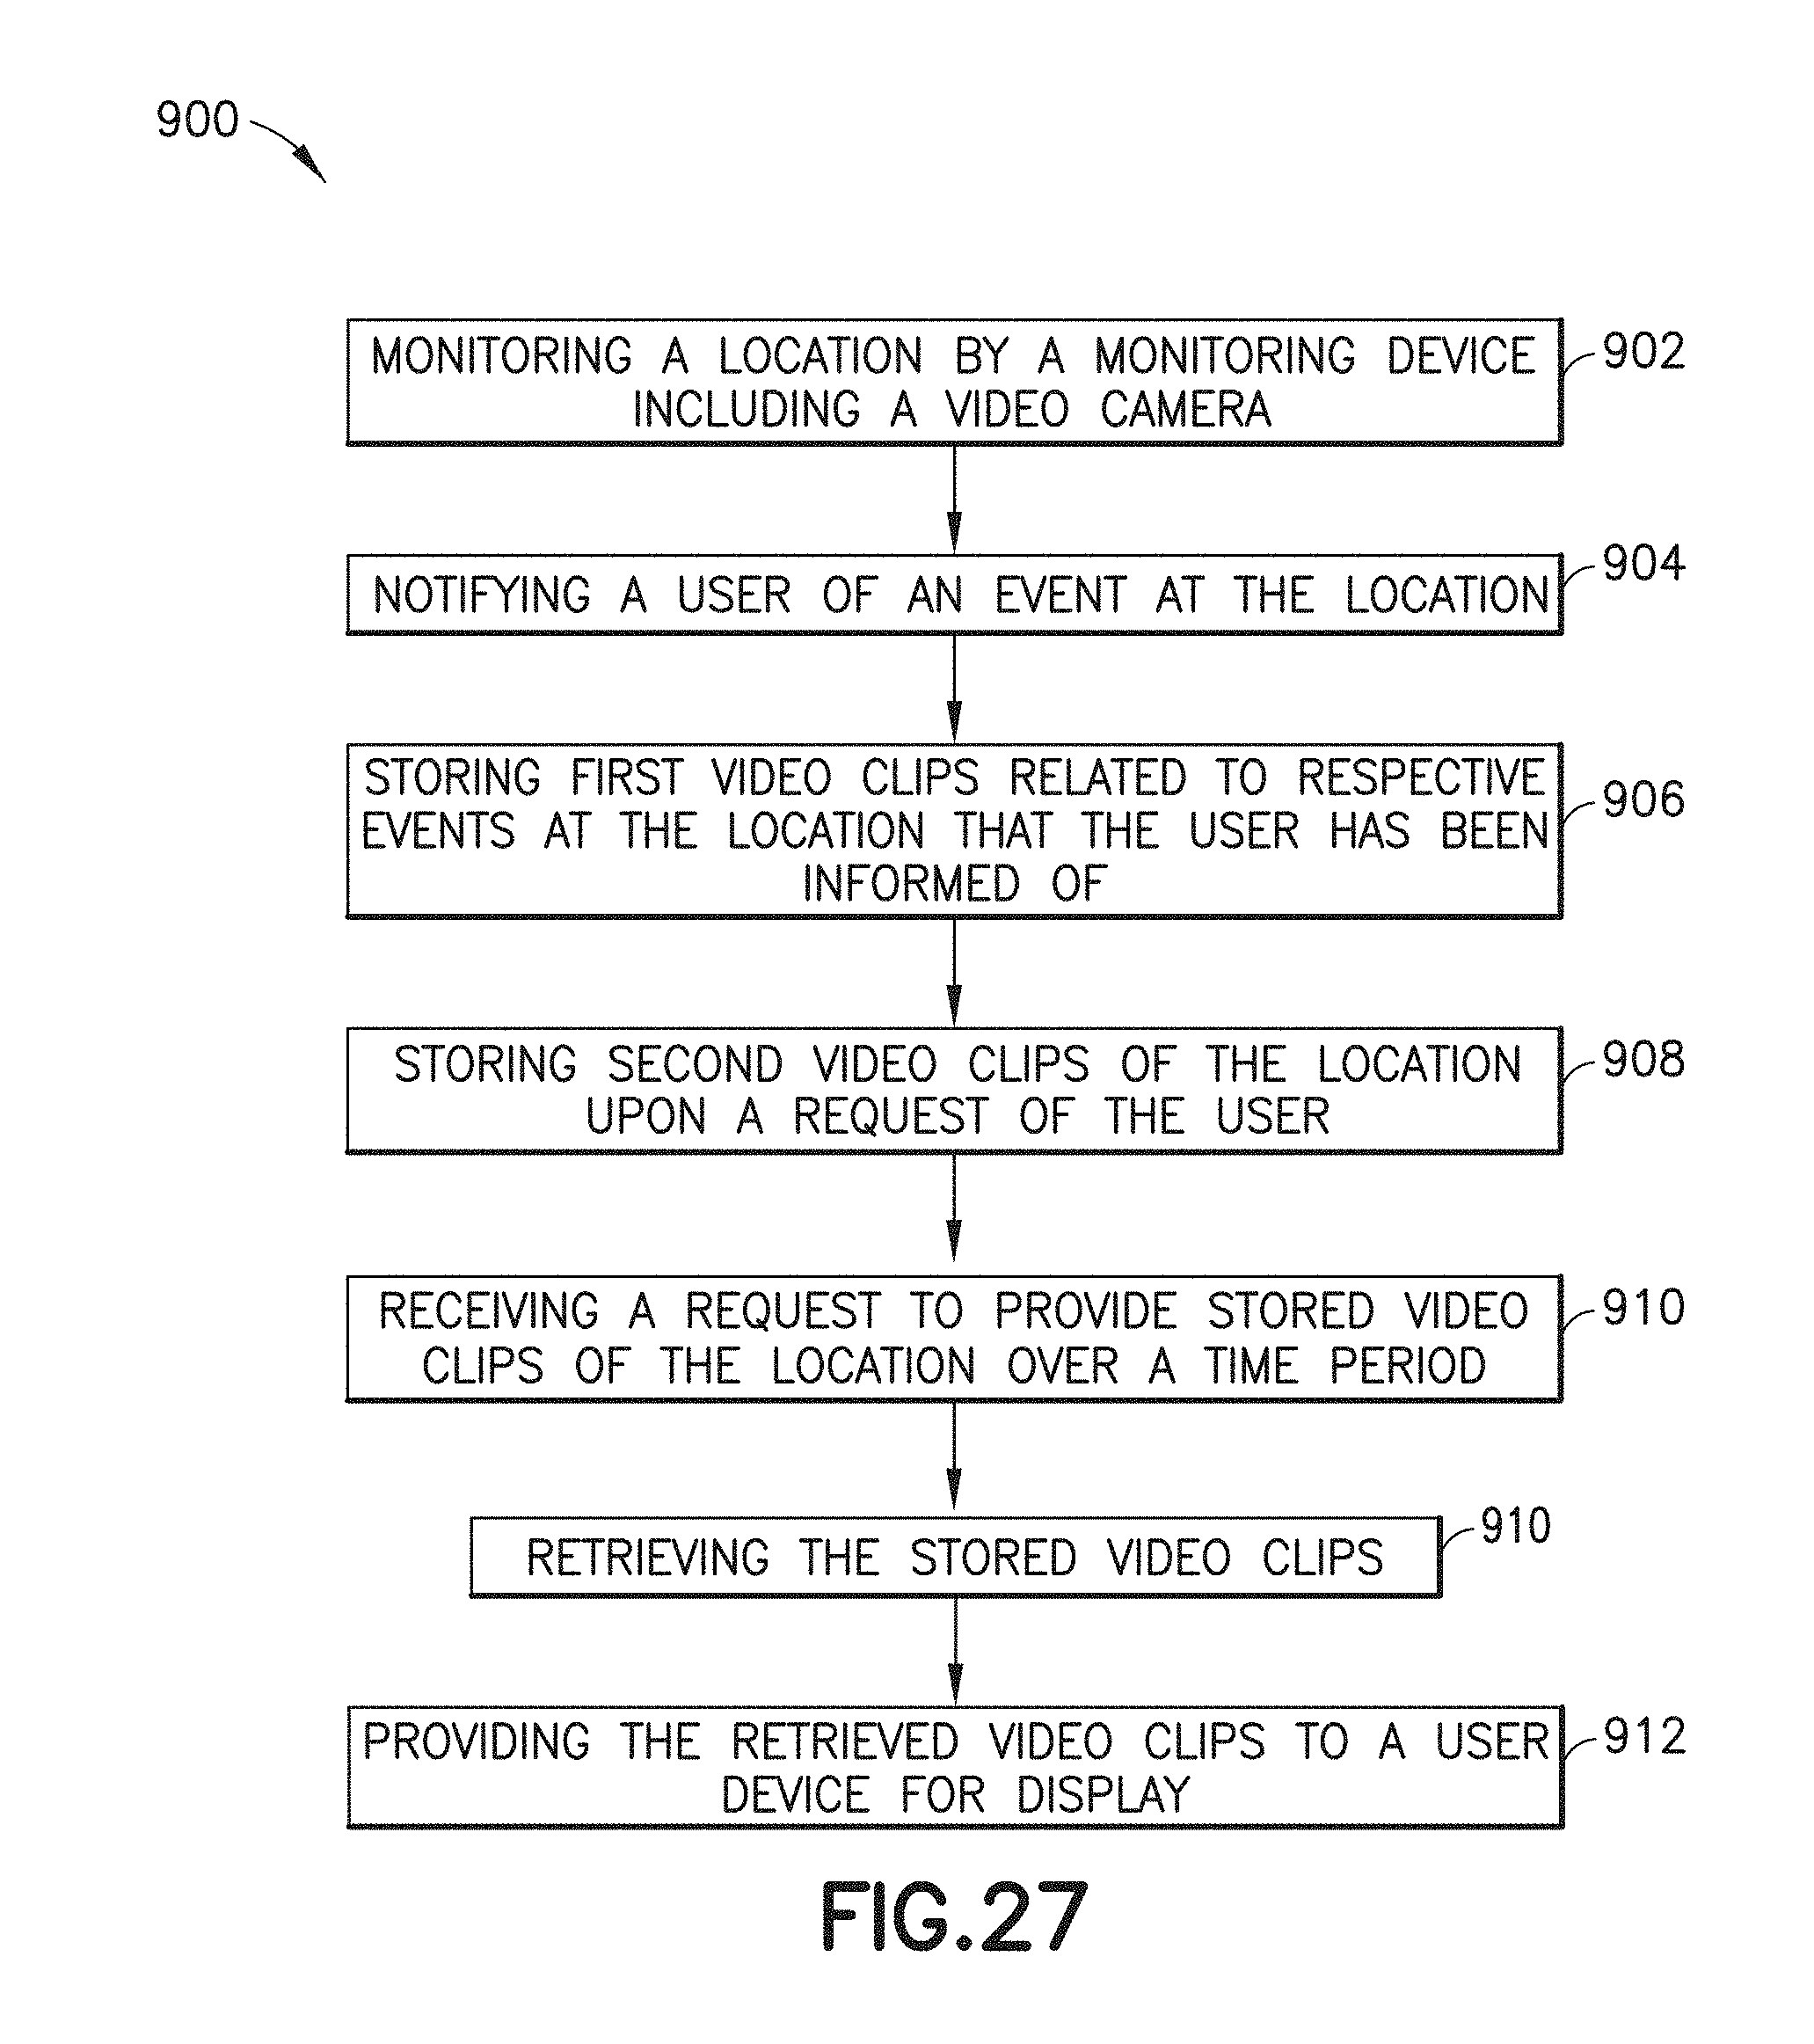 900
MONITORING A LOCATION BY A MONITORING DEVICE
INCLUDING A VIDEO CAMERA
902
NOTIFYING A USER OF AN EVENT AT THE LOCATION
904
STORING FIRST VIDEO CLIPS RELATED TO RESPECTIVE
EVENTS AT THE LOCATION THAT THE USER HAS BEEN
INFORMED OF
906
STORING SECOND VIDEO CLIPS OF THE LOCATION
UPON A REQUEST OF THE USER
908
RECEIVING A REQUEST TO PROVIDE STORED VIDEO
CLIPS OF THE LOCATION OVER A TIME PERIOD
910
RETRIEVING THE STORED VIDEO CLIPS
910
PROVIDING THE RETRIEVED VIDEO CLIPS TO A USER
DEVICE FOR DISPLAY
912
FIG.27